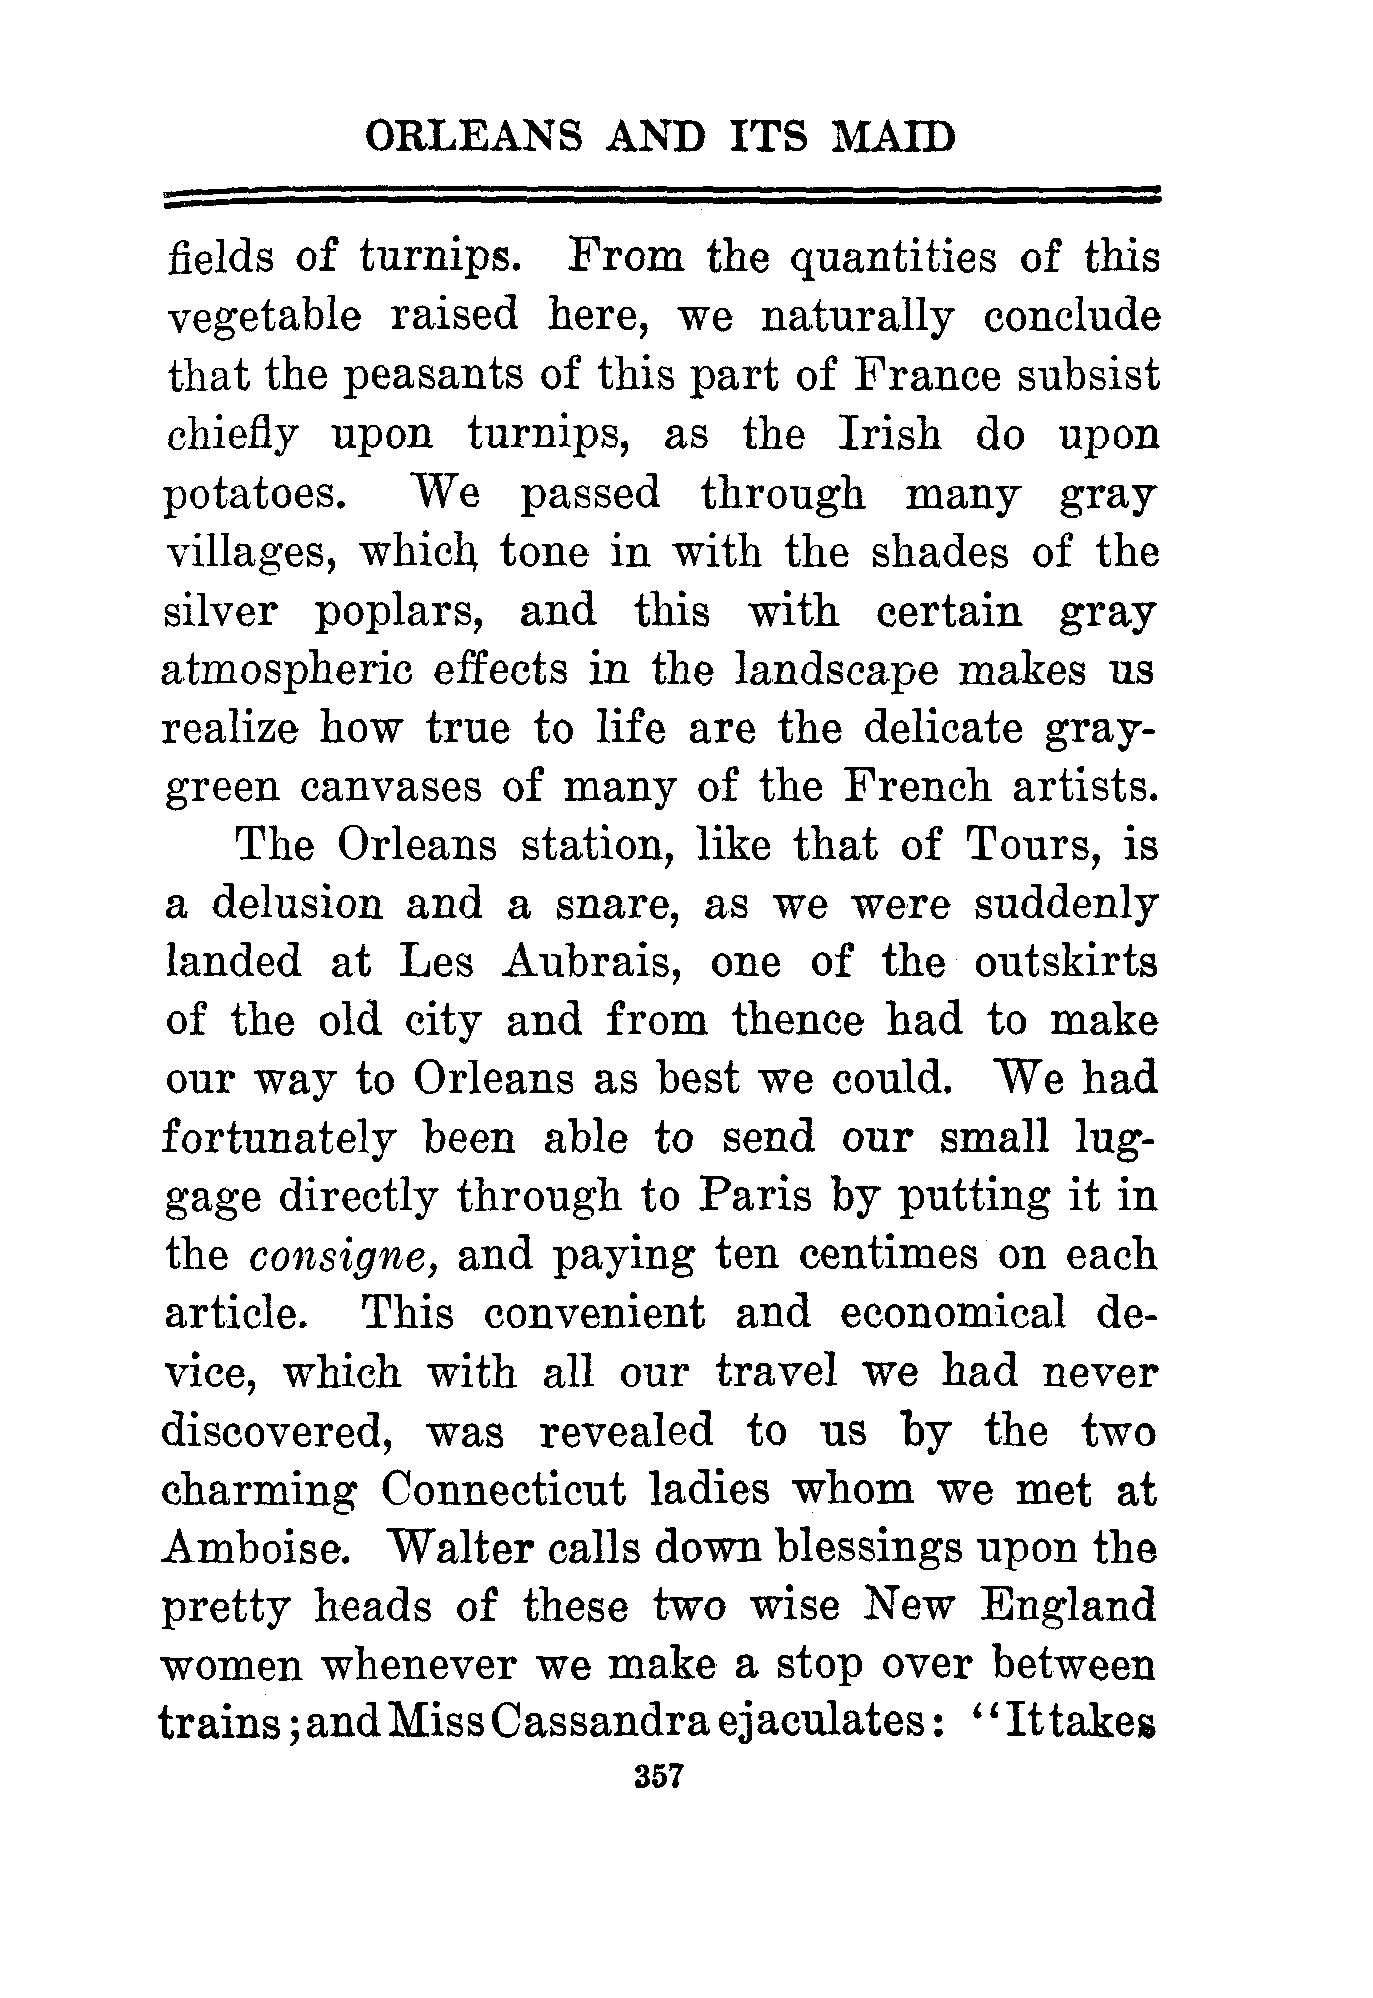 ORLEANS AND ITS MAID
fields of turnips. From the quantities of this
vegetable raised here, we naturally conclude
that the peasants of this part of France subsist
chiefly upon turnips, as the Irish do upon
potatoes. We passed through many gray
villages, which tone in with the shades of the
silver poplars, and this with certain gray
atmospheric effects in the landscape makes us
realize how true to life are the delicate gray-
green canvases of many of the French artists.
The Orleans station, like that of Tours, is
a delusion and a snare, as we were suddenly
landed at Les Aubrais, one of the outskirts
of the old city and from thence had to make
our way to Orleans as best we could. We had
fortunately been able to send our small lug-
gage directly through to Paris by putting it in
the consigne, and paying ten centimes on each
article. This convenient and economical de-
vice, which with all our travel we had never
discovered, was revealed to us by the two
charming Connecticut ladies whom we met at
Amboise. Walter calls down blessings upon the
pretty heads of these two wise New England
women whenever we make a stop over between
trains; and Miss Cassandra ejaculates: "It takes
357